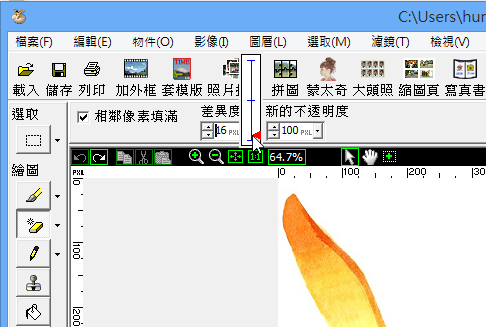 C:\Users\hur
檔案(F) 編輯(E) 物件(O) 影像(I) 圖層(L) 選取(M) 濾鏡(T) 檢視(V)
載入 儲存 列印 加外框 套模版 照片 拼圖 蒙太奇 大頭照 縮圖頁 寫真書
選取
相鄰像素填滿
差異度
16 PXL
新的不透明度
100 PXL
繪圖
1:1 64.7%
PXL 0 100 200 300
0
100
200